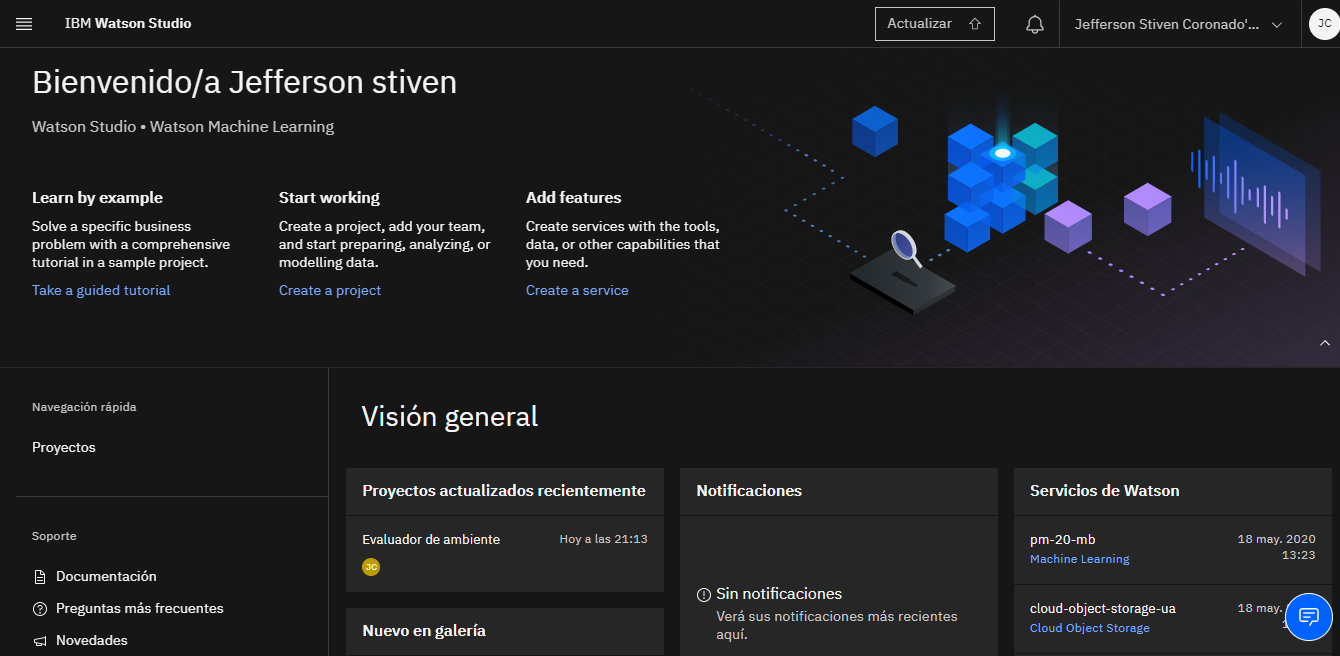 IBM Watson Studio
Actualizar
Jefferson Stiven Coronado'...
JC
Bienvenido/a Jefferson stiven
Watson Studio • Watson Machine Learning
Learn by example
Solve a specific business
problem with a comprehensive
tutorial in a sample project.
Take a guided tutorial
Start working
Create a project, add your team,
and start preparing, analyzing, or
modelling data.
Create a project
Add features
Create services with the tools,
data, or other capabilities that
you need.
Create a service
Navegación rápida
Proyectos
Soporte
Documentación
Preguntas más frecuentes
Novedades
Visión general
Proyectos actualizados recientemente
Evaluador de ambiente
Hoy a las 21:13
JC
Nuevo en galería
Notificaciones
Sin notificaciones
Verá sus notificaciones más recientes
aquí.
Servicios de Watson
pm-20-mb
18 may. 2020
Machine Learning
13:23
cloud-object-storage-ua
18 may.
Cloud Object Storage